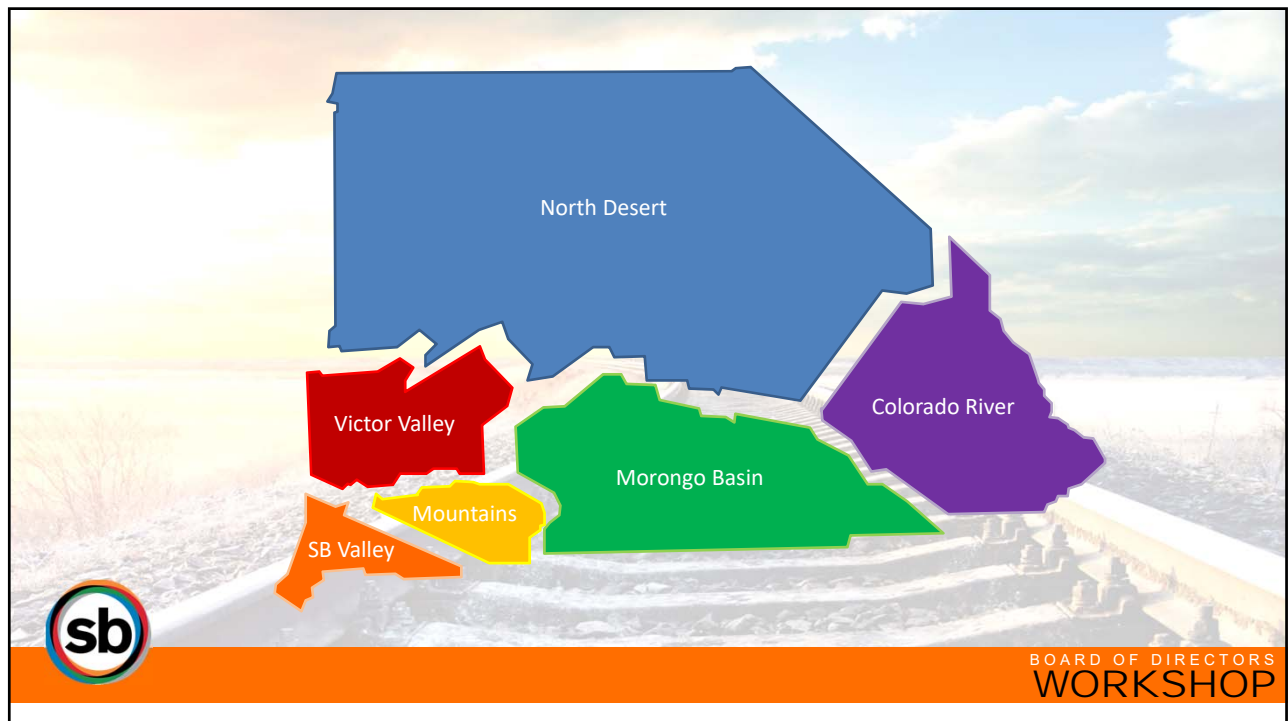 North Desert
Colorado River
Victor Valley
Morongo Basin
Mountains
SB Valley
sb
BOARD OF DIRECTORS
WORKSHOP